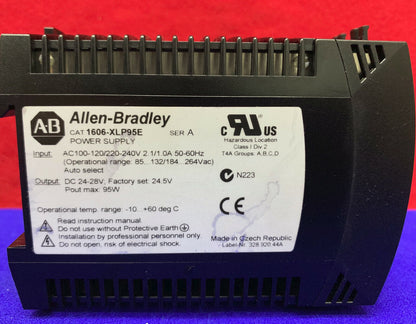 AB Allen-Bradley
CAT 1606-XLP95E SER A
POWER SUPPLY
Input: AC100-120/220-240V 2.1/1.0A 50-60Hz
(Operational range: 85...132/184...264Vac)
Auto select
Output: DC 24-28V, Factory set: 24.5V
Pout max: 95W
Operational temp. range: -10...+60 deg C
Read instruction manual.
Do not use without Protective Earth
Installation by professional personnel only.
Do not open, risk of electrical shock.
C UR US
Hazardous Location
Class I Div 2
T4A Groups: A,B,C,D
N223
CE
Made in Czech Republic
Label-Nr. 328.920.44A